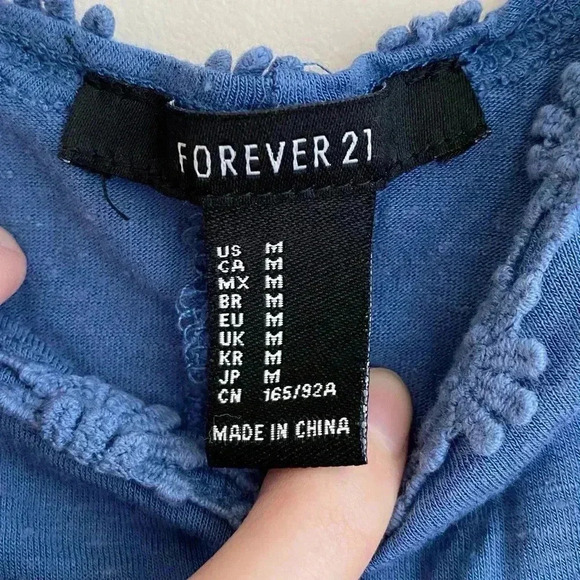 FOREVER 21
US M
CA M
MX M
BR M
EU M
UK M
KR M
JP M
CN 165/92A
MADE IN CHINA